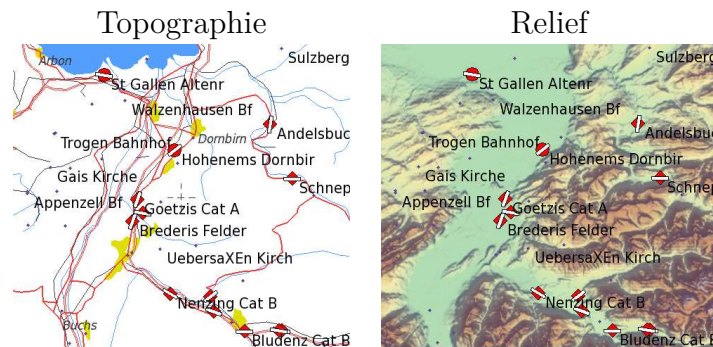 Topographie
Relief
Arbon
Sulzberg
St Gallen Altenr
Walzenhausen Bf
Dornbirn
Andelsbuc
Trogen Bahnhof
Hohenems Dornbir
Gais Kirche
Schnep
Appenzell Bf
Goetzis Cat A
Brederis Felder
UebersaXEn Kirch
Nenzing Cat B
Buchs
Bludenz Cat B
Sulzberg
St Gallen Altenr
Walzenhausen Bf
Andelsbuc
Trogen Bahnhof
Hohenems Dornbir
Gais Kirche
Schnep
Appenzell Bf
Goetzis Cat A
Brederis Felder
UebersaXEn Kirch
Nenzing Cat B
Bludenz Cat B